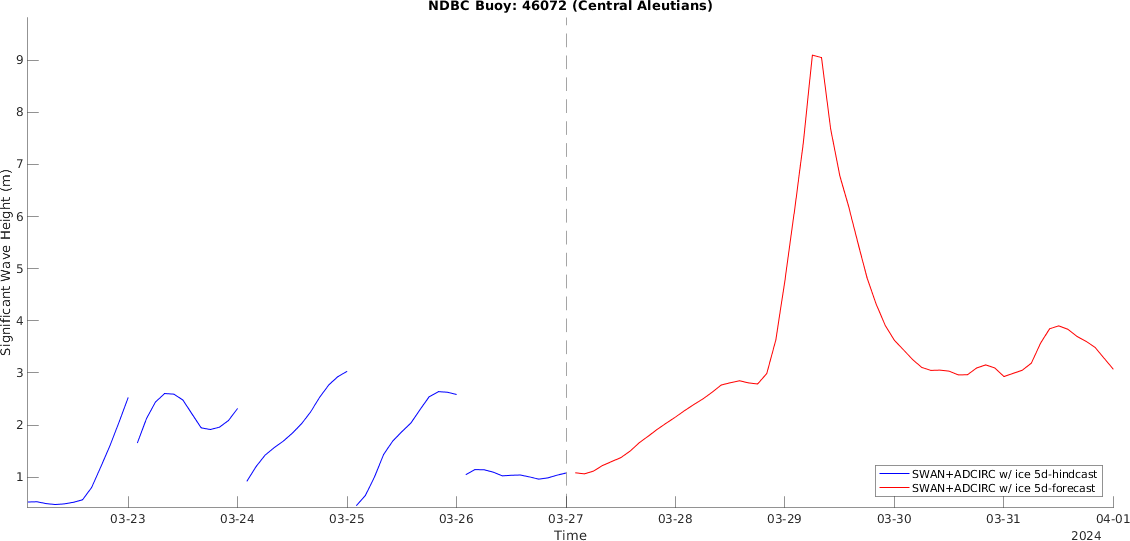 NDBC Buoy: 46072 (Central Aleutians)
Significant Wave Height (m)
9
8
7
6
5
4
3
2
1
SWAN+ADCIRC w/ ice 5d-hindcast
SWAN+ADCIRC w/ ice 5d-forecast
03-23 03-24 03-25 03-26 03-27 03-28 03-29 03-30 03-31 04-01
Time
2024